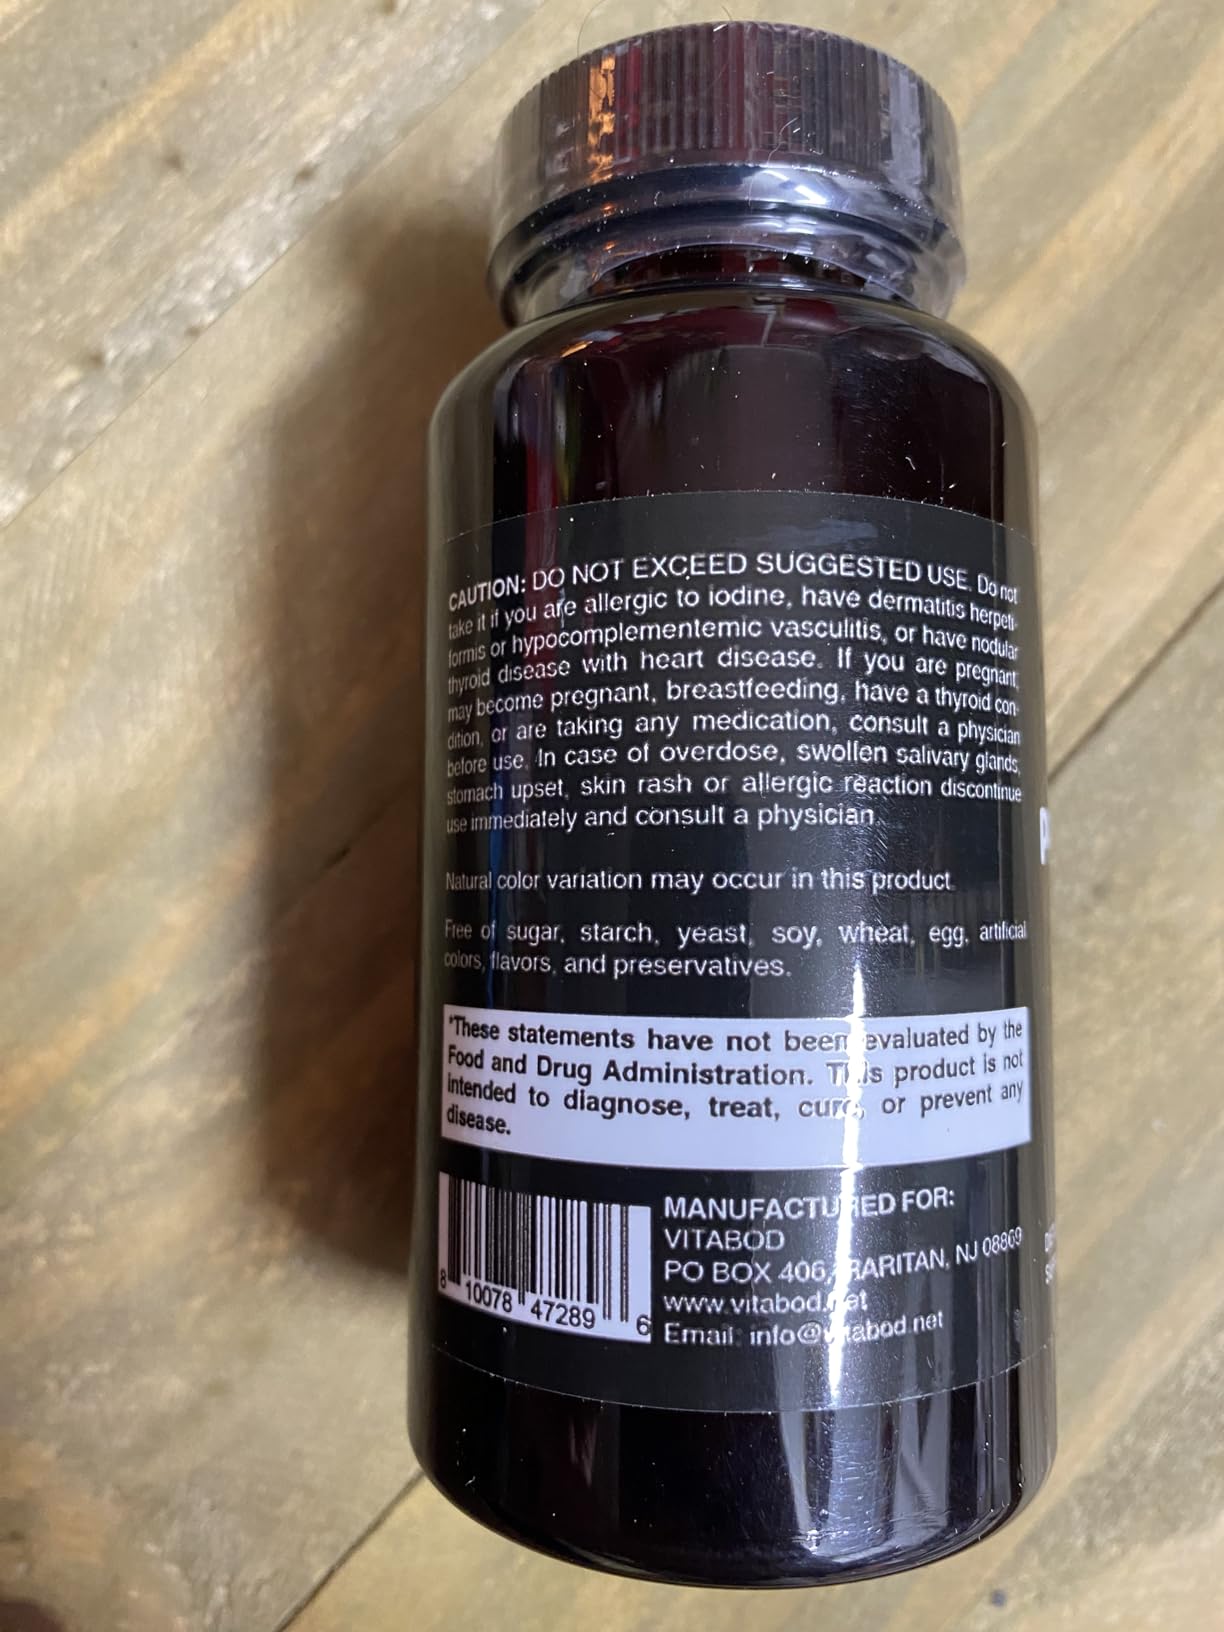 CAUTION: DO NOT EXCEED SUGGESTED USE. Do not
take it if you are allergic to iodine, have dermatitis herpeti-
formis or hypocomplementemic vasculitis, or have nodular
thyroid disease with heart disease. If you are pregnant,
may become pregnant, breastfeeding, have a thyroid con-
dition, or are taking any medication, consult a physician
before use. In case of overdose, swollen salivary glands,
stomach upset, skin rash or allergic reaction discontinue
use immediately and consult a physician.
Natural color variation may occur in this product.
Free of sugar, starch, yeast, soy, wheat, egg, artificial
colors, flavors, and preservatives.
*These statements have not been evaluated by the
Food and Drug Administration. This product is not
intended to diagnose, treat, cure, or prevent any
disease.
8 10078 47289 6
MANUFACTURED FOR:
VITABOD
PO BOX 406, RARITAN, NJ 08869
www.vitabod.net
Email: info@vitabod.net